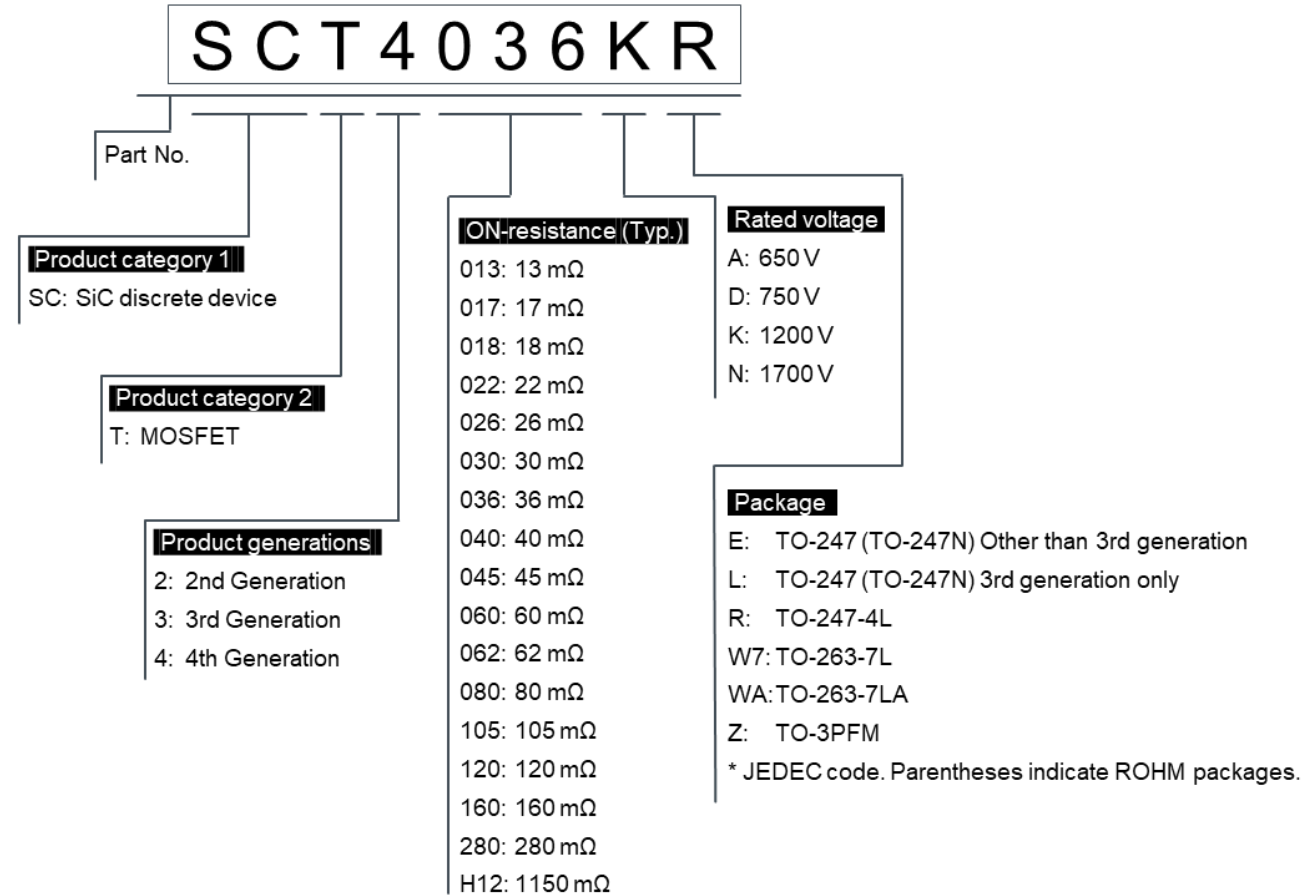 SCT4036KR
Part No.
Product category 1
SC: SiC discrete device
Product category 2
T: MOSFET
Product generations
2: 2nd Generation
3: 3rd Generation
4: 4th Generation
ON-resistance (Typ.)
013: 13 mΩ
017: 17 mΩ
018: 18 mΩ
022: 22 mΩ
026: 26 mΩ
030: 30 mΩ
036: 36 mΩ
040: 40 mΩ
045: 45 mΩ
060: 60 mΩ
062: 62 mΩ
080: 80 mΩ
105: 105 mΩ
120: 120 mΩ
160: 160 mΩ
280: 280 mΩ
H12: 1150 mΩ
Rated voltage
A: 650 V
D: 750 V
K: 1200 V
N: 1700 V
Package
E: TO-247 (TO-247N) Other than 3rd generation
L: TO-247 (TO-247N) 3rd generation only
R: TO-247-4L
W7: TO-263-7L
WA: TO-263-7LA
Z: TO-3PFM
* JEDEC code. Parentheses indicate ROHM packages.